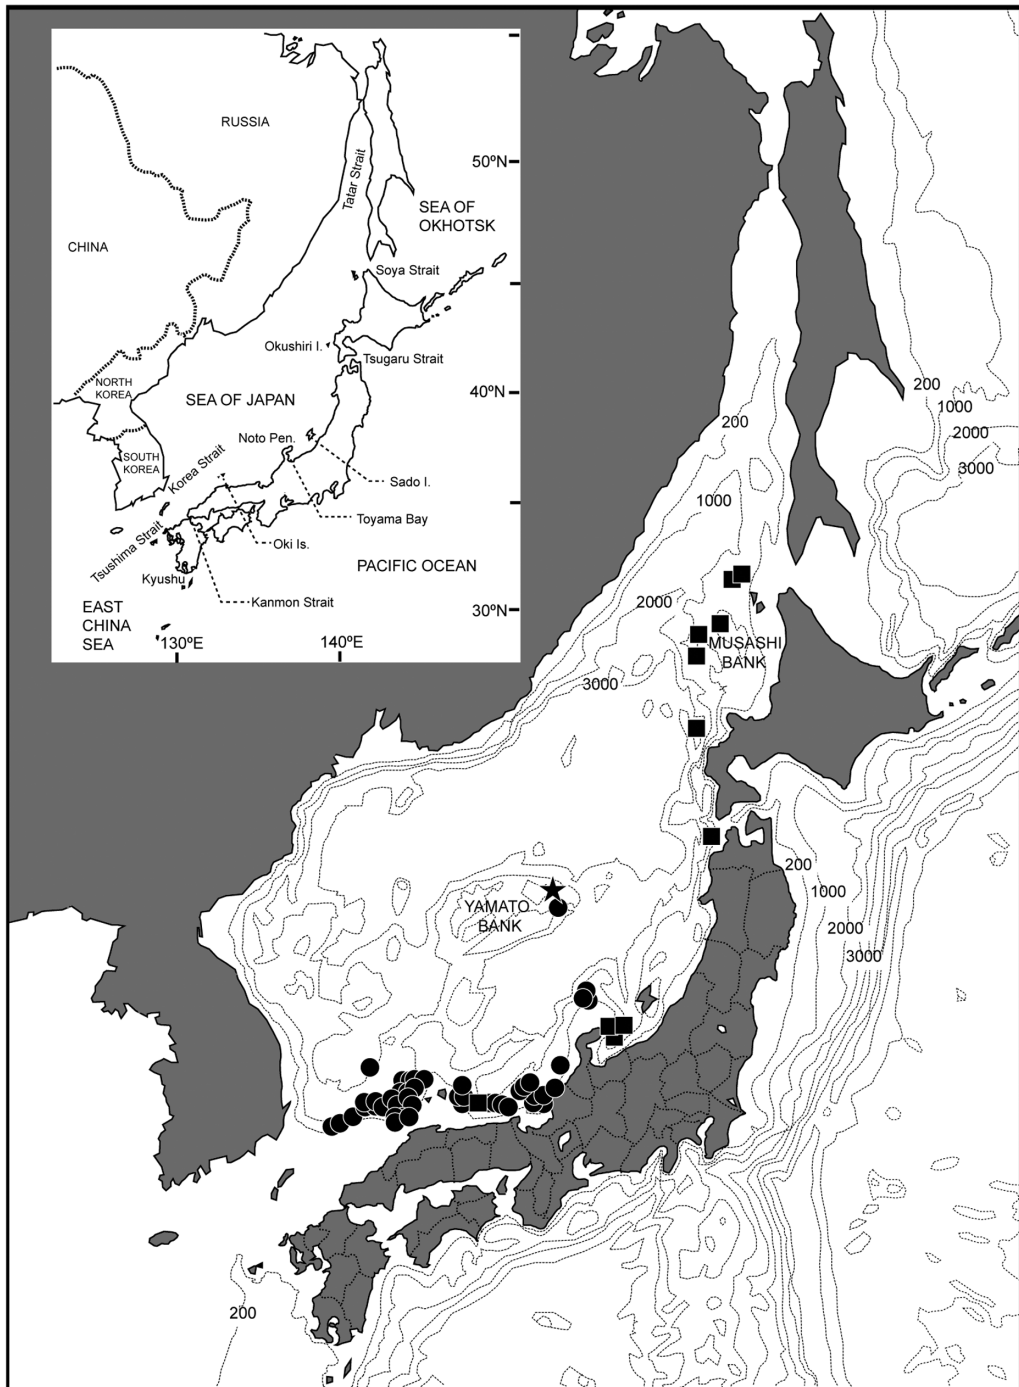 RUSSIA
50ºN
Tatar Strait
SEA OF
OKHOTSK
CHINA
Soya Strait
Okushiri I.
Tsugaru Strait
NORTH
KOREA
40ºN
SEA OF JAPAN
Noto Pen.
SOUTH
KOREA
Korea Strait
Sado I.
Toyama Bay
Tsushima Strait
Oki Is.
PACIFIC OCEAN
Kyushu
Kanmon Strait
EAST
CHINA
SEA
30ºN
130ºE
140ºE
200
1000
2000
3000
200
1000
2000
MUSASHI
BANK
3000
200
1000
2000
3000
YAMATO
BANK
200